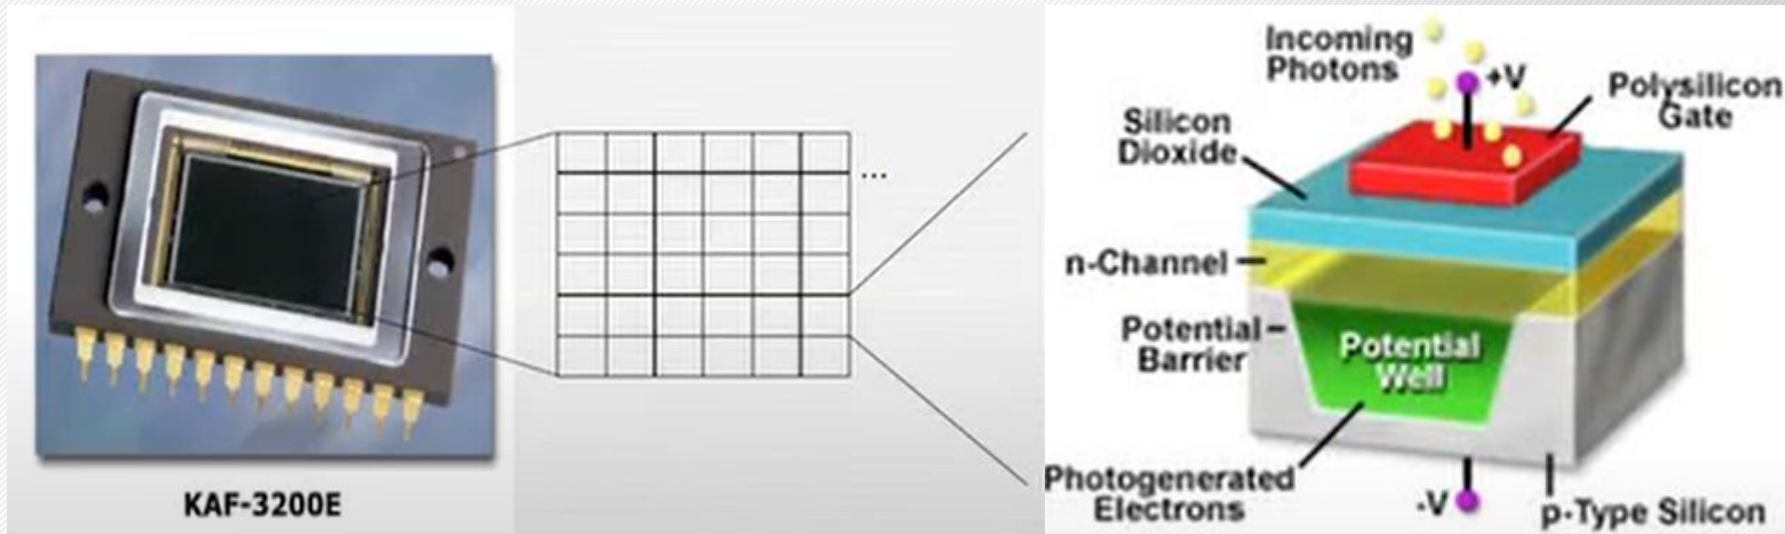 KAF-3200E
...
Incoming
Photons
+V
Polysilicon
Gate
Silicon
Dioxide
n-Channel
Potential
Barrier
Potential
Well
Photogenerated
Electrons
-V
p-Type Silicon